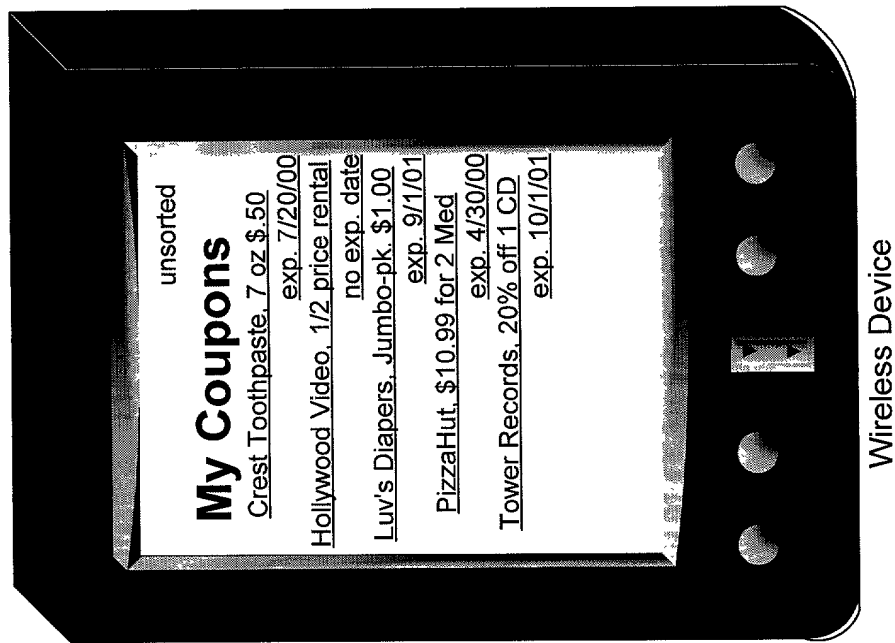 unsorted
My Coupons
Crest Toothpaste, 7 oz $.50
exp. 7/20/00
Hollywood Video, 1/2 price rental
no exp. date
Luv's Diapers, Jumbo-pk. $1.00
exp. 9/1/01
PizzaHut, $10.99 for 2 Med
exp. 4/30/00
Tower Records, 20% off 1 CD
exp. 10/1/01
Wireless Device